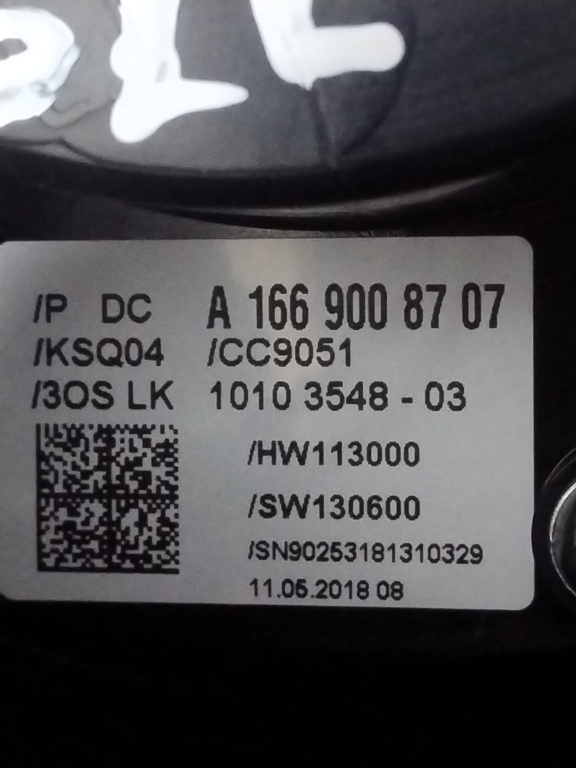 /P DC A 166 900 87 07
/KSQ04 /CC9051
/3OS LK 1010 3548 - 03
/HW113000
/SW130600
/SN90253181310329
11.05.2018 08